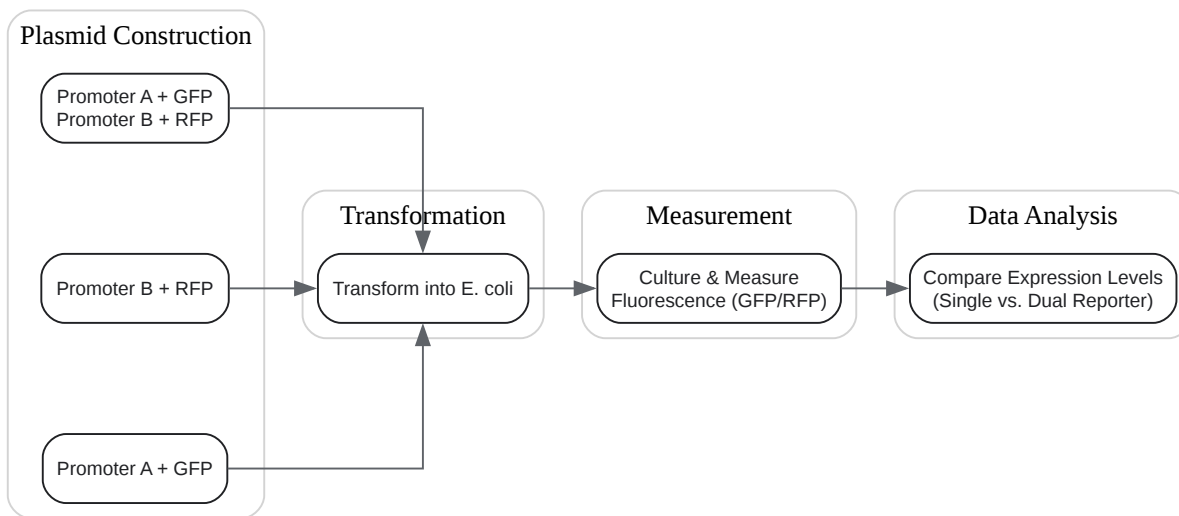 Plasmid Construction
Promoter A + GFP
Promoter B + RFP
Promoter B + RFP
Promoter A + GFP
Transformation
Transform into E. coli
Measurement
Culture & Measure
Fluorescence (GFP/RFP)
Data Analysis
Compare Expression Levels
(Single vs. Dual Reporter)